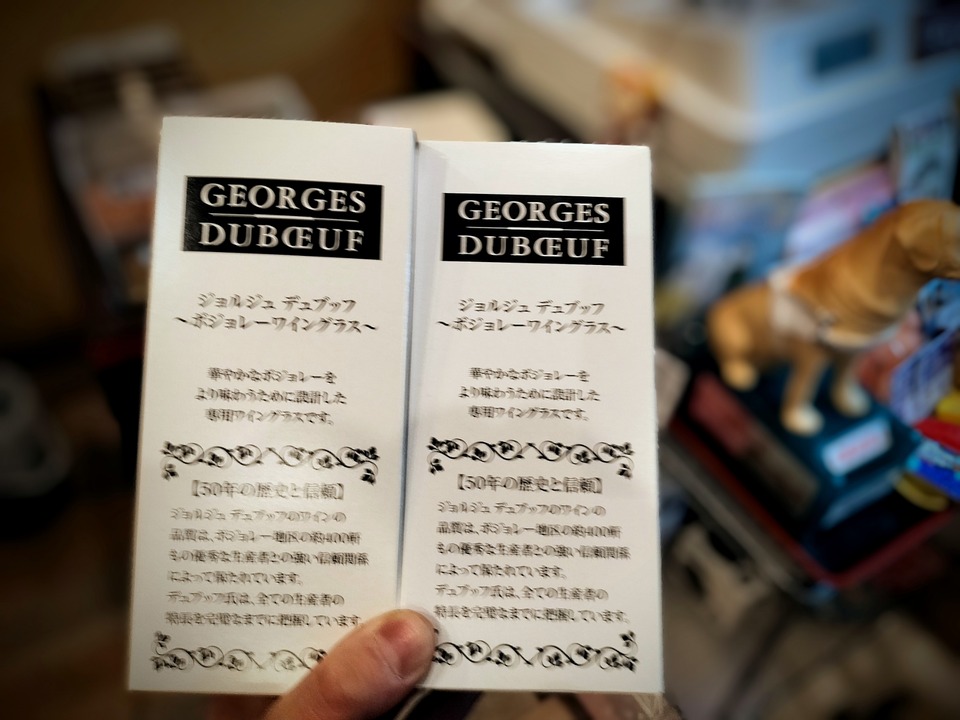 GEORGES
DUBŒUF
ジョルジュ デュブッフ
～ボジョレーワイングラス～
華やかなボジョレーを
より味わうために設計した
専用ワイングラスです。
【50年の歴史と信頼】
ジョルジュ デュブッフのワインの
品質は、ボジョレー地区の約400軒
もの優秀な生産者との強い信頼関係
によって保たれています。
デュブッフ氏は、全ての生産者の
特長を完璧なまでに把握しています。
GEORGES
DUBŒUF
ジョルジュ デュブッフ
～ボジョレーワイングラス～
華やかなボジョレーを
より味わうために設計した
専用ワイングラスです。
【50年の歴史と信頼】
ジョルジュ デュブッフのワインの
品質は、ボジョレー地区の約400軒
もの優秀な生産者との強い信頼関係
によって保たれています。
デュブッフ氏は、全ての生産者の
特長を完璧なまでに把握しています。